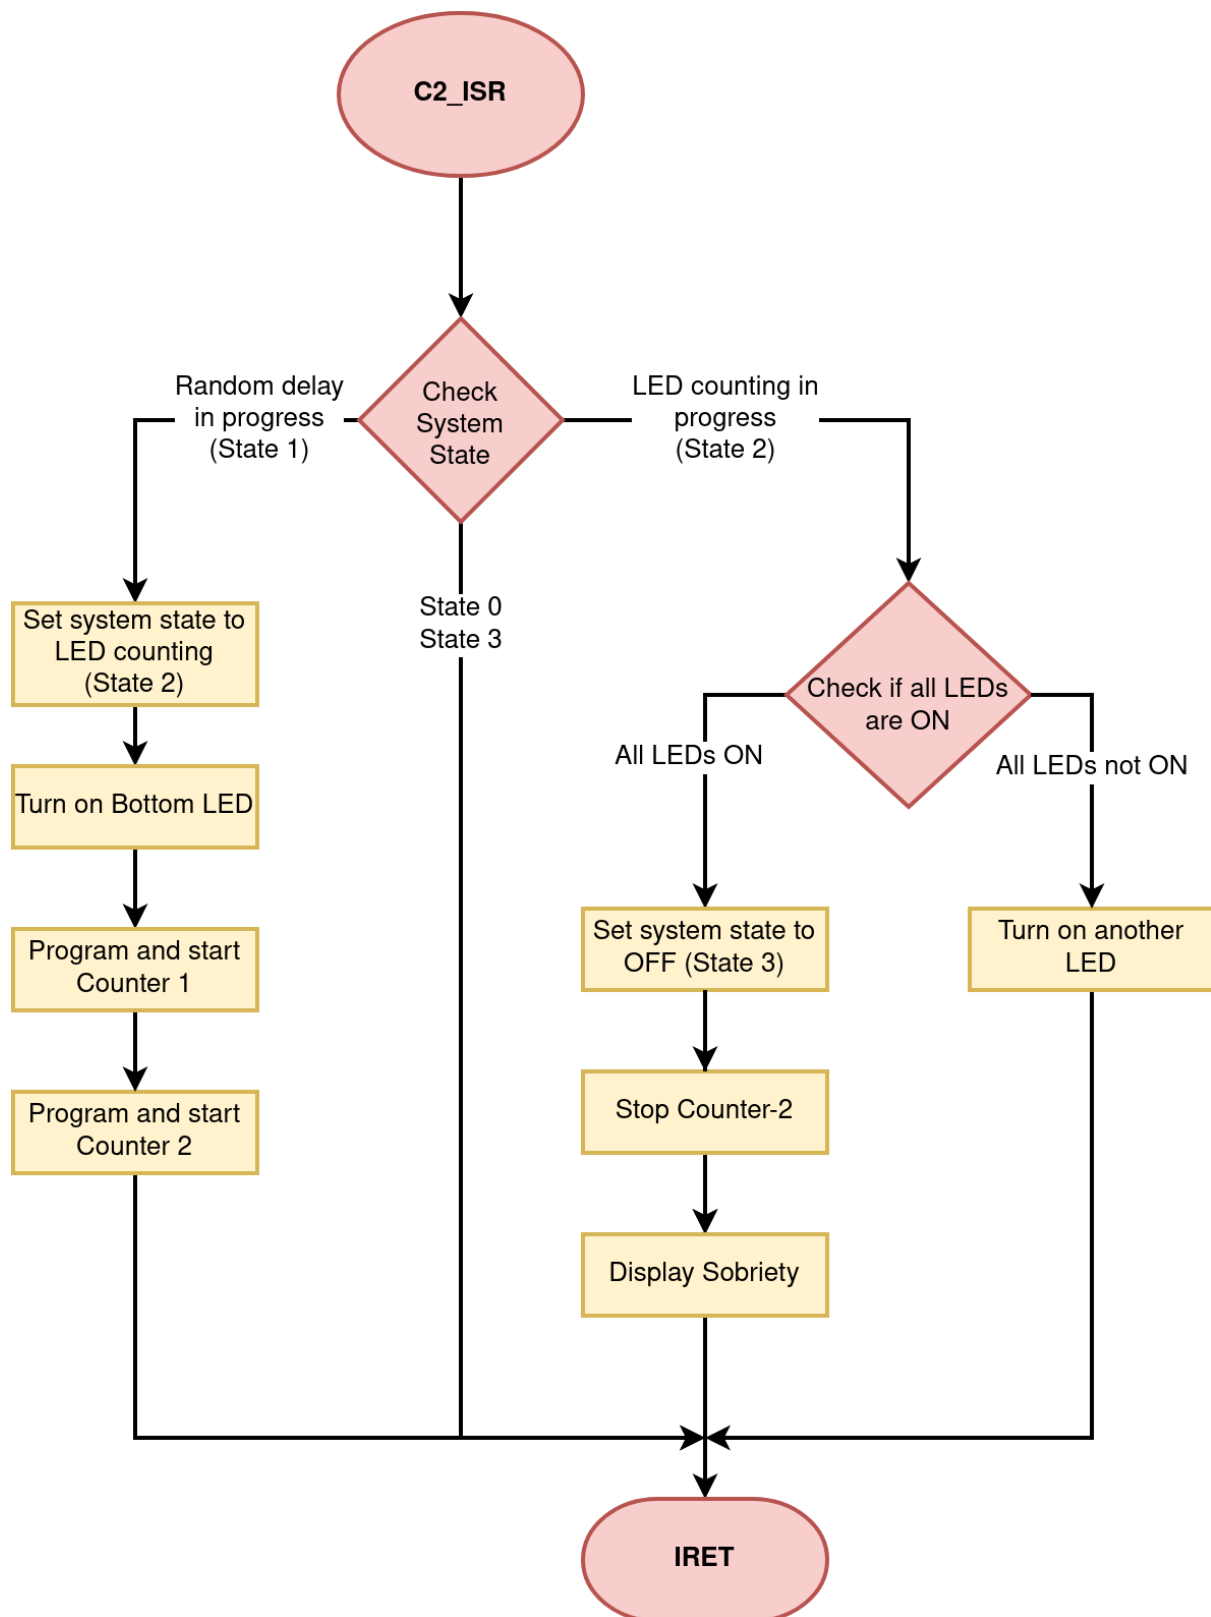 C2_ISR
Check
System
State
Random delay
in progress
(State 1)
LED counting in
progress
(State 2)
State 0
State 3
Set system state to
LED counting
(State 2)
Turn on Bottom LED
Program and start
Counter 1
Program and start
Counter 2
Check if all LEDs
are ON
All LEDs ON
All LEDs not ON
Set system state to
OFF (State 3)
Turn on another
LED
Stop Counter-2
Display Sobriety
IRET